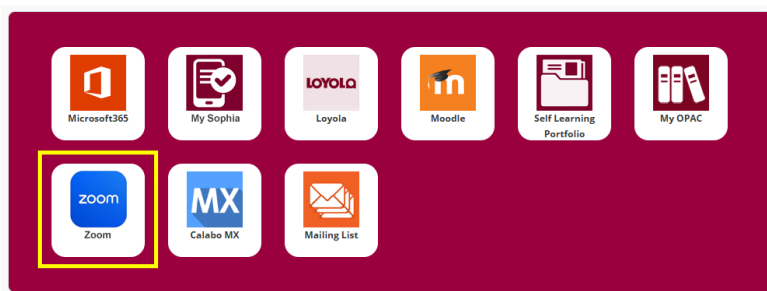 LOYOLA
m
Microsoft365
My Sophia
Loyola
Moodle
Self Learning
Portfolio
My OPAC
zoom
MX
Zoom
Calabo MX
Mailing List